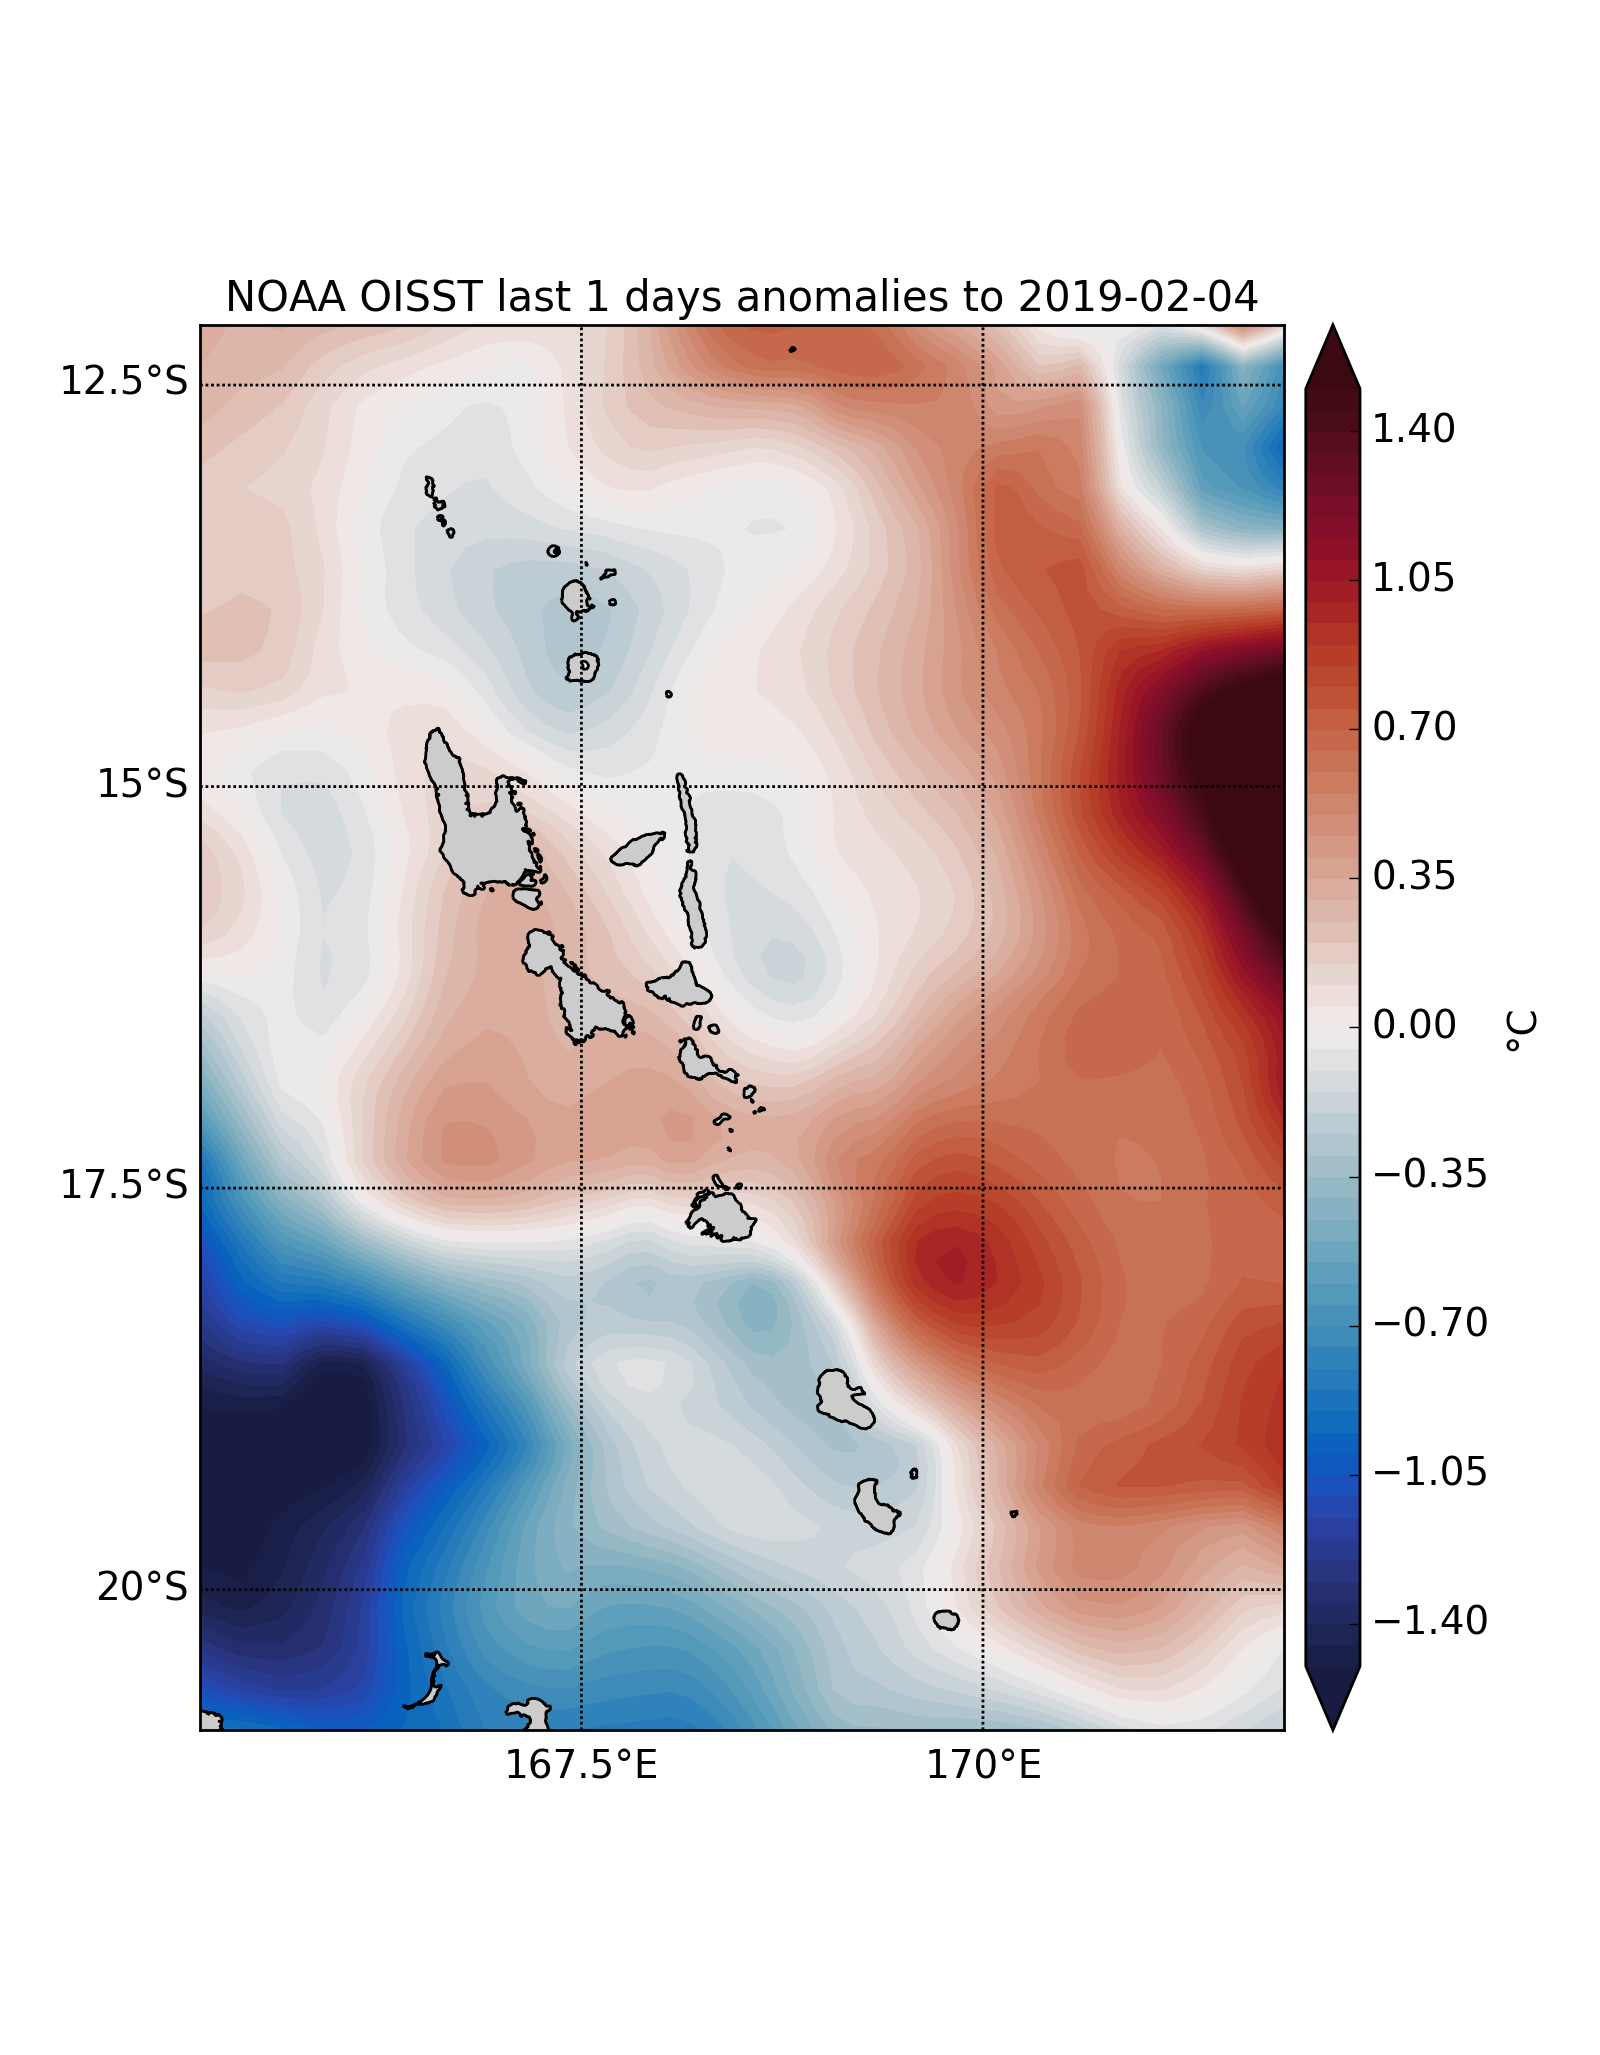 NOAA OISST last 1 days anomalies to 2019-02-04
12.5°S
15°S
17.5°S
20°S
167.5°E
170°E
1.40
1.05
0.70
0.35
0.00
−0.35
−0.70
−1.05
−1.40
°C